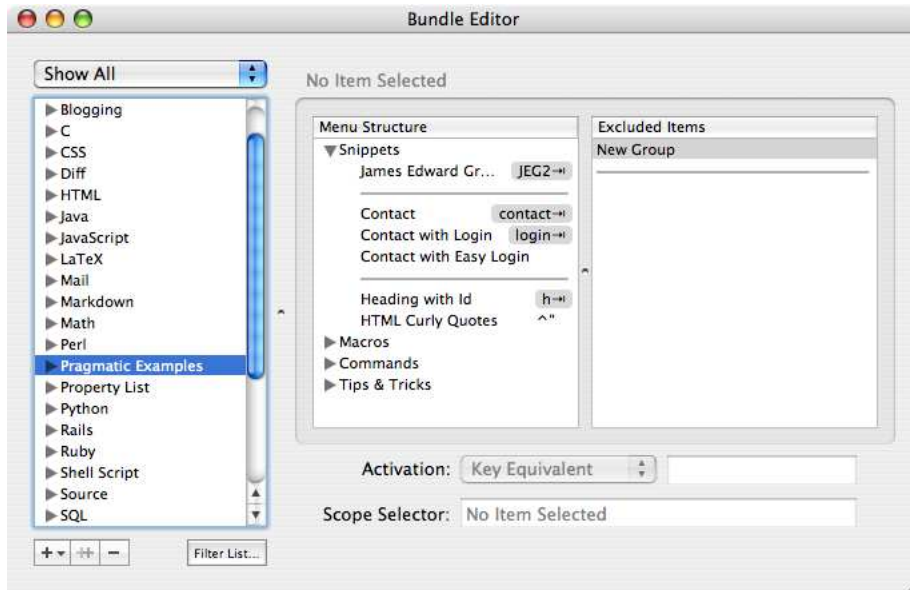 Bundle Editor
Show All
Blogging
C
CSS
Diff
HTML
Java
JavaScript
LaTeX
Mail
Markdown
Math
Perl
Pragmatic Examples
Property List
Python
Rails
Ruby
Shell Script
Source
SQL
Filter List...
No Item Selected
Menu Structure
Snippets
James Edward Gr... JEG2⇥
Contact contact⇥
Contact with Login login⇥
Contact with Easy Login
Heading with Id h⇥
HTML Curly Quotes ^"
Macros
Commands
Tips & Tricks
Excluded Items
New Group
Activation: Key Equivalent
Scope Selector: No Item Selected